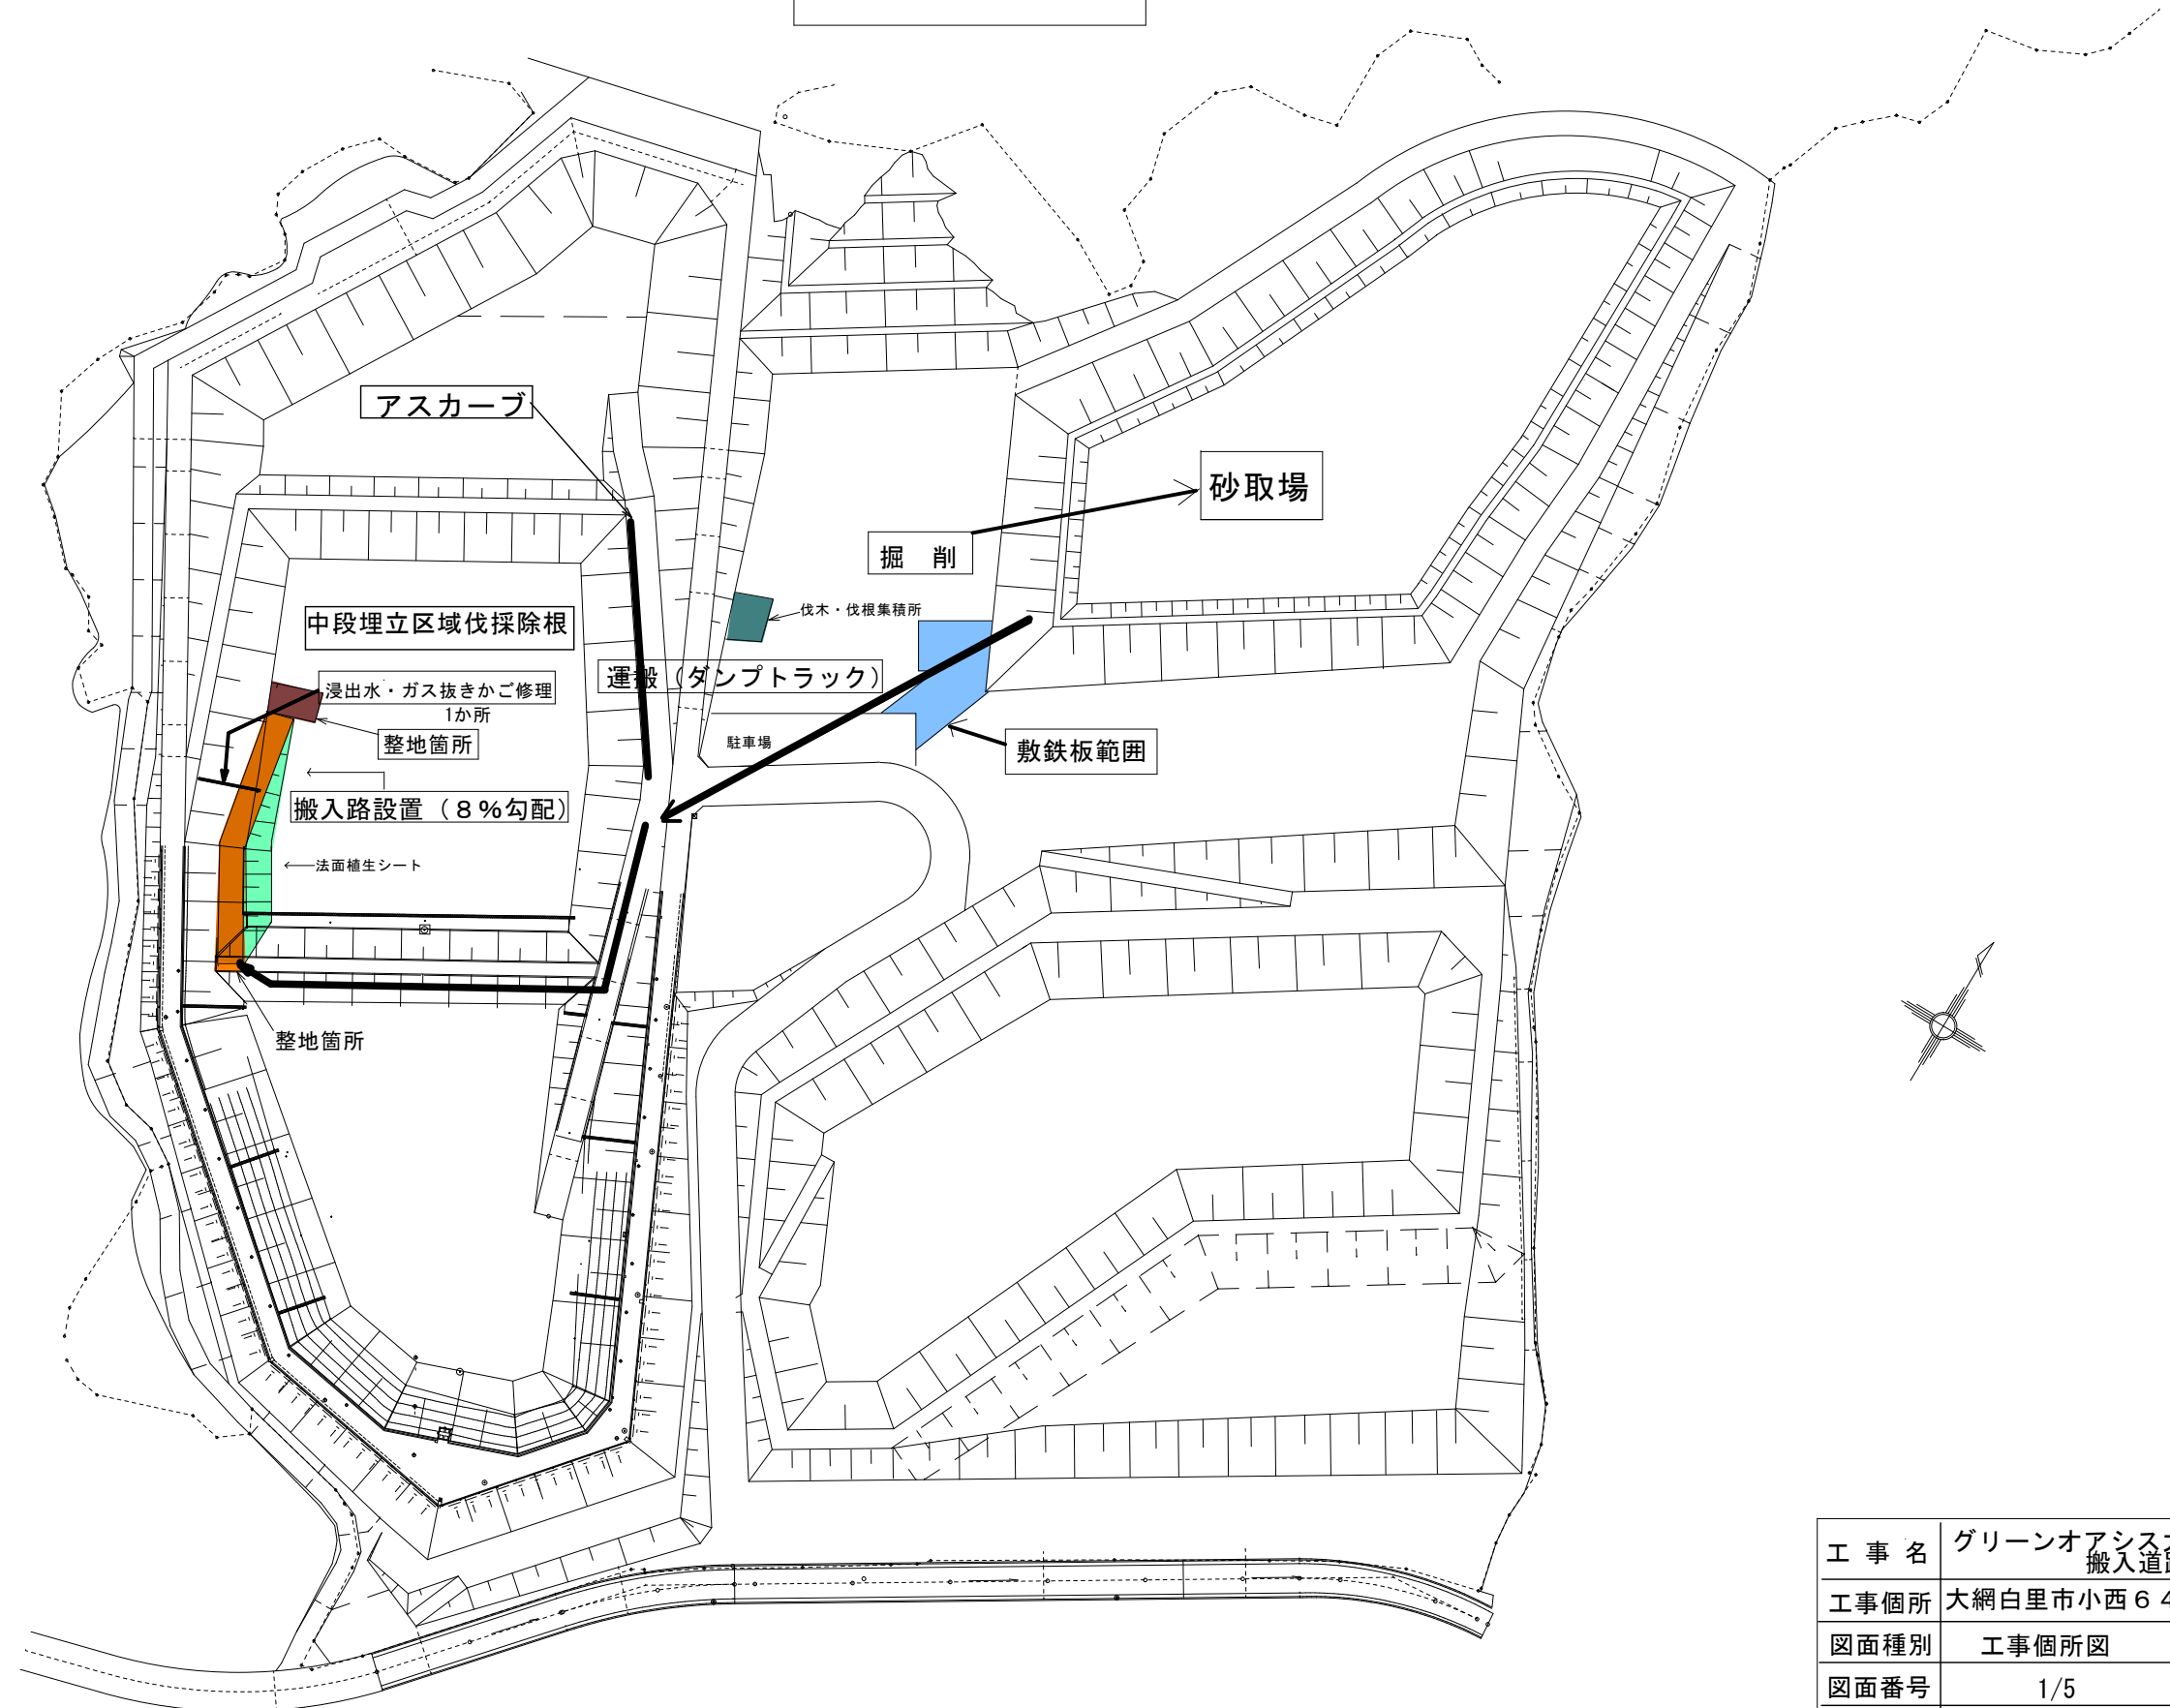 アスカーブ
砂取場
掘　削
伐木・伐根集積所
中段埋立区域伐採除根
運搬（ダンプトラック）
浸出水・ガス抜きかご修理
1か所
整地箇所
駐車場
敷鉄板範囲
搬入路設置（８％勾配）
法面植生シート
整地箇所
工 事 名 グリーンオアシス
搬入道
工事個所 大網白里市小西６４
図面種別 工事個所図
図面番号 1/5